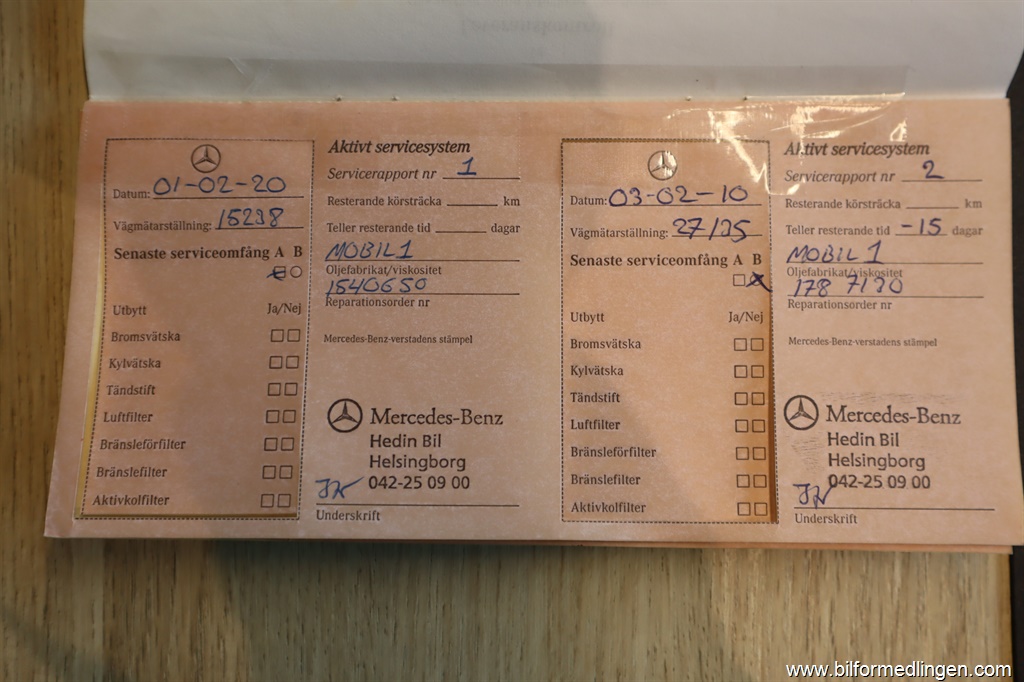 Aktivt servicesystem
Servicerapport nr 1
Datum: 01-02-20
Resterande körsträcka km
Vägmätarställning: 15238
Teller resterande tid dagar
Senaste serviceomfång A B
MOBIL 1
Oljefabrikat/viskositet
1540650
Reparationsorder nr
Utbytt Ja/Nej
Bromsvätska
Kylvätska
Tändstift
Luftfilter
Bränsleförfilter
Bränslefilter
Aktivkolfilter
Mercedes-Benz-verstadens stämpel
Mercedes-Benz
Hedin Bil
Helsingborg
042-25 09 00
Underskrift
Aktivt servicesystem
Servicerapport nr 2
Datum: 03-02-10
Resterande körsträcka km
Vägmätarställning:
Teller resterande tid -15 dagar
Senaste serviceomfång A B
MOBIL 1
Oljefabrikat/viskositet
178 7190
Reparationsorder nr
Utbytt Ja/Nej
Bromsvätska
Kylvätska
Tändstift
Luftfilter
Bränsleförfilter
Bränslefilter
Aktivkolfilter
Mercedes-Benz-verstadens stämpel
Mercedes-Benz
Hedin Bil
Helsingborg
042-25 09 00
Underskrift
www.bilformedlingen.com